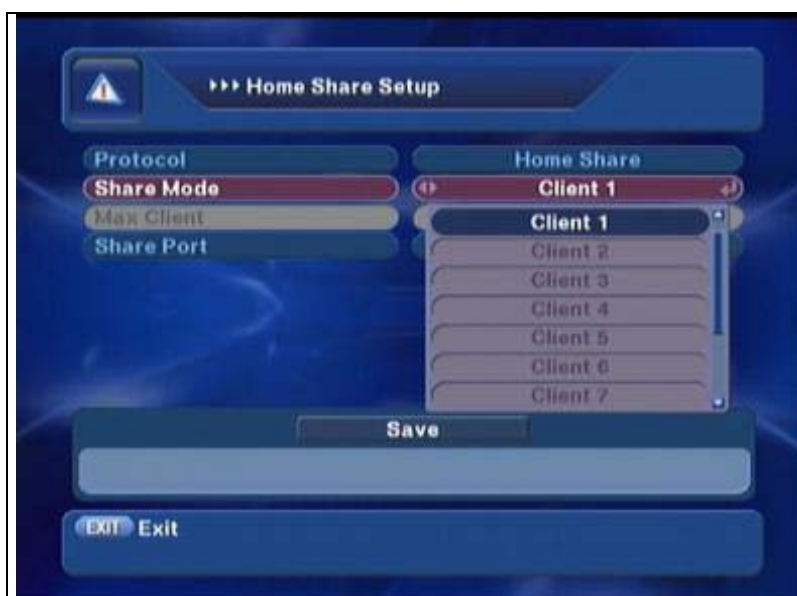 Home Share Setup
Protocol Home Share
Share Mode Client 1
Max Client
Client 1
Share Port
Client 2
Client 3
Client 4
Client 5
Client 6
Client 7
Save
EXIT Exit